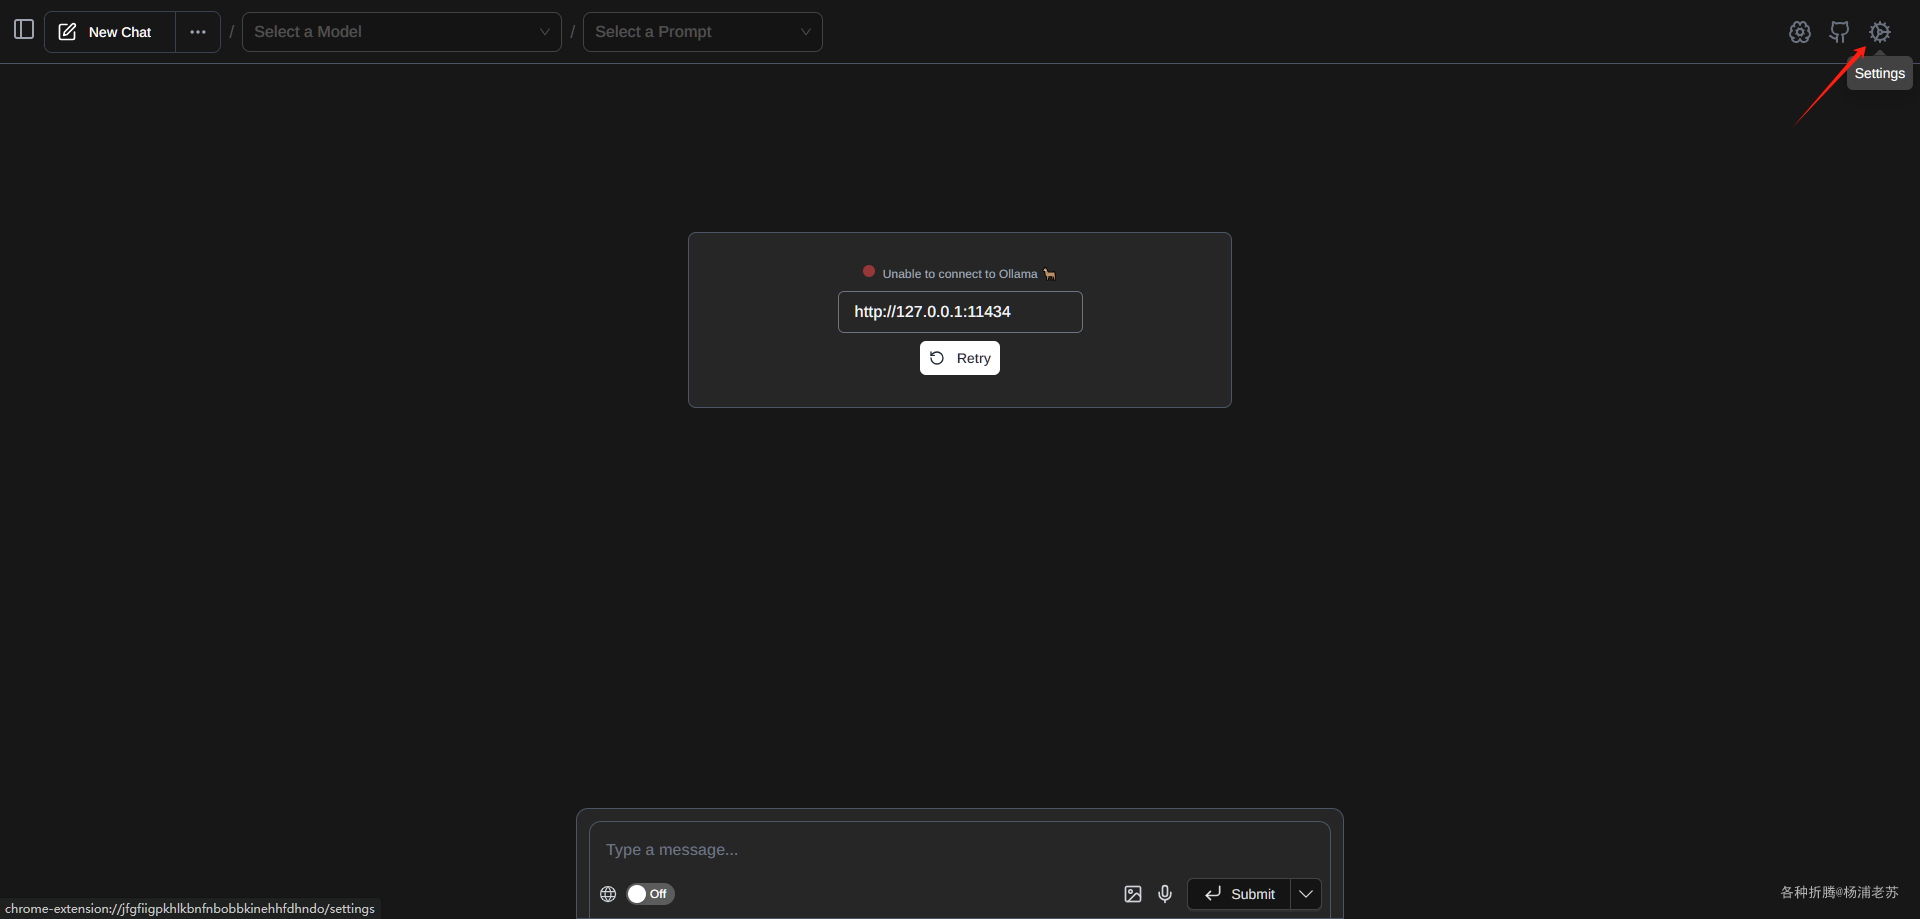 New Chat
/
Select a Model
/
Select a Prompt
Settings
Unable to connect to Ollama 🦙
http://127.0.0.1:11434
Retry
Type a message...
Off
Submit
各种折腾@杨浦老苏
chrome-extension://jfgfiigpkhlkbnfnbobbkinehhfdhndo/settings